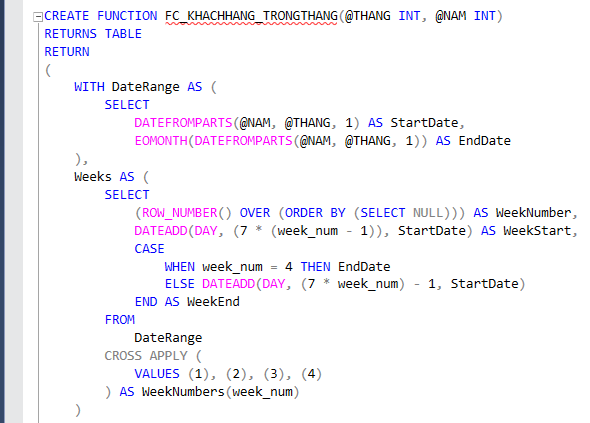 CREATE FUNCTION FC_KHACHHANG_TRONGTHANG(@THANG INT, @NAM INT)
RETURNS TABLE
RETURN
(
    WITH DateRange AS (
        SELECT
            DATEFROMPARTS(@NAM, @THANG, 1) AS StartDate,
            EOMONTH(DATEFROMPARTS(@NAM, @THANG, 1)) AS EndDate
    ),
    Weeks AS (
        SELECT
            (ROW_NUMBER() OVER (ORDER BY (SELECT NULL))) AS WeekNumber,
            DATEADD(DAY, (7 * (week_num - 1)), StartDate) AS WeekStart,
            CASE
                WHEN week_num = 4 THEN EndDate
                ELSE DATEADD(DAY, (7 * week_num) - 1, StartDate)
            END AS WeekEnd
        FROM
            DateRange
        CROSS APPLY (
            VALUES (1), (2), (3), (4)
        ) AS WeekNumbers(week_num)
    )